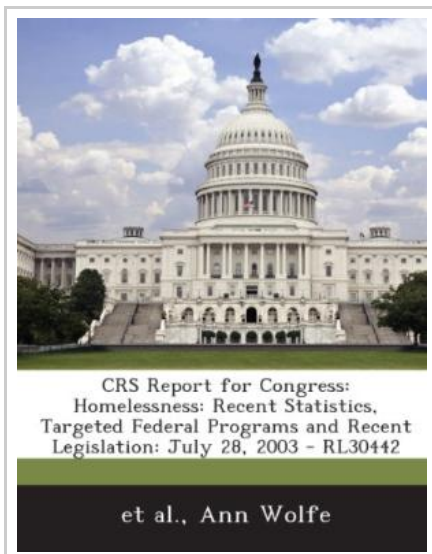 CRS Report for Congress:
Homelessness: Recent Statistics,
Targeted Federal Programs and Recent
Legislation: July 28, 2003 - RL30442
et al., Ann Wolfe